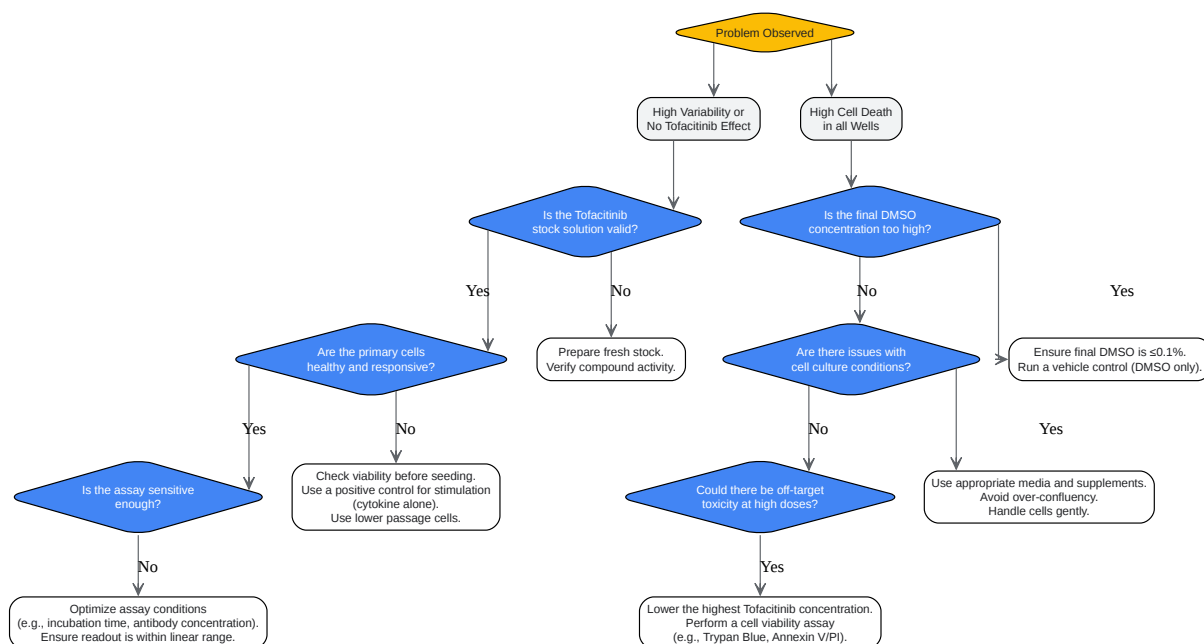 Problem Observed
High Variability or
No Tofacitinib Effect
High Cell Death
in all Wells
Is the Tofacitinib
stock solution valid?
Is the final DMSO
concentration too high?
Yes
No
No
Yes
Are the primary cells
healthy and responsive?
Prepare fresh stock.
Verify compound activity.
Are there issues with
cell culture conditions?
Ensure final DMSO is ≤0.1%.
Run a vehicle control (DMSO only).
Yes
No
No
Yes
Is the assay sensitive
enough?
Check viability before seeding.
Use a positive control for stimulation
(cytokine alone).
Use lower passage cells.
Could there be off-target
toxicity at high doses?
Use appropriate media and supplements.
Avoid over-confluency.
Handle cells gently.
No
Yes
Optimize assay conditions
(e.g., incubation time, antibody concentration).
Ensure readout is within linear range.
Lower the highest Tofacitinib concentration.
Perform a cell viability assay
(e.g., Trypan Blue, Annexin V/PI).